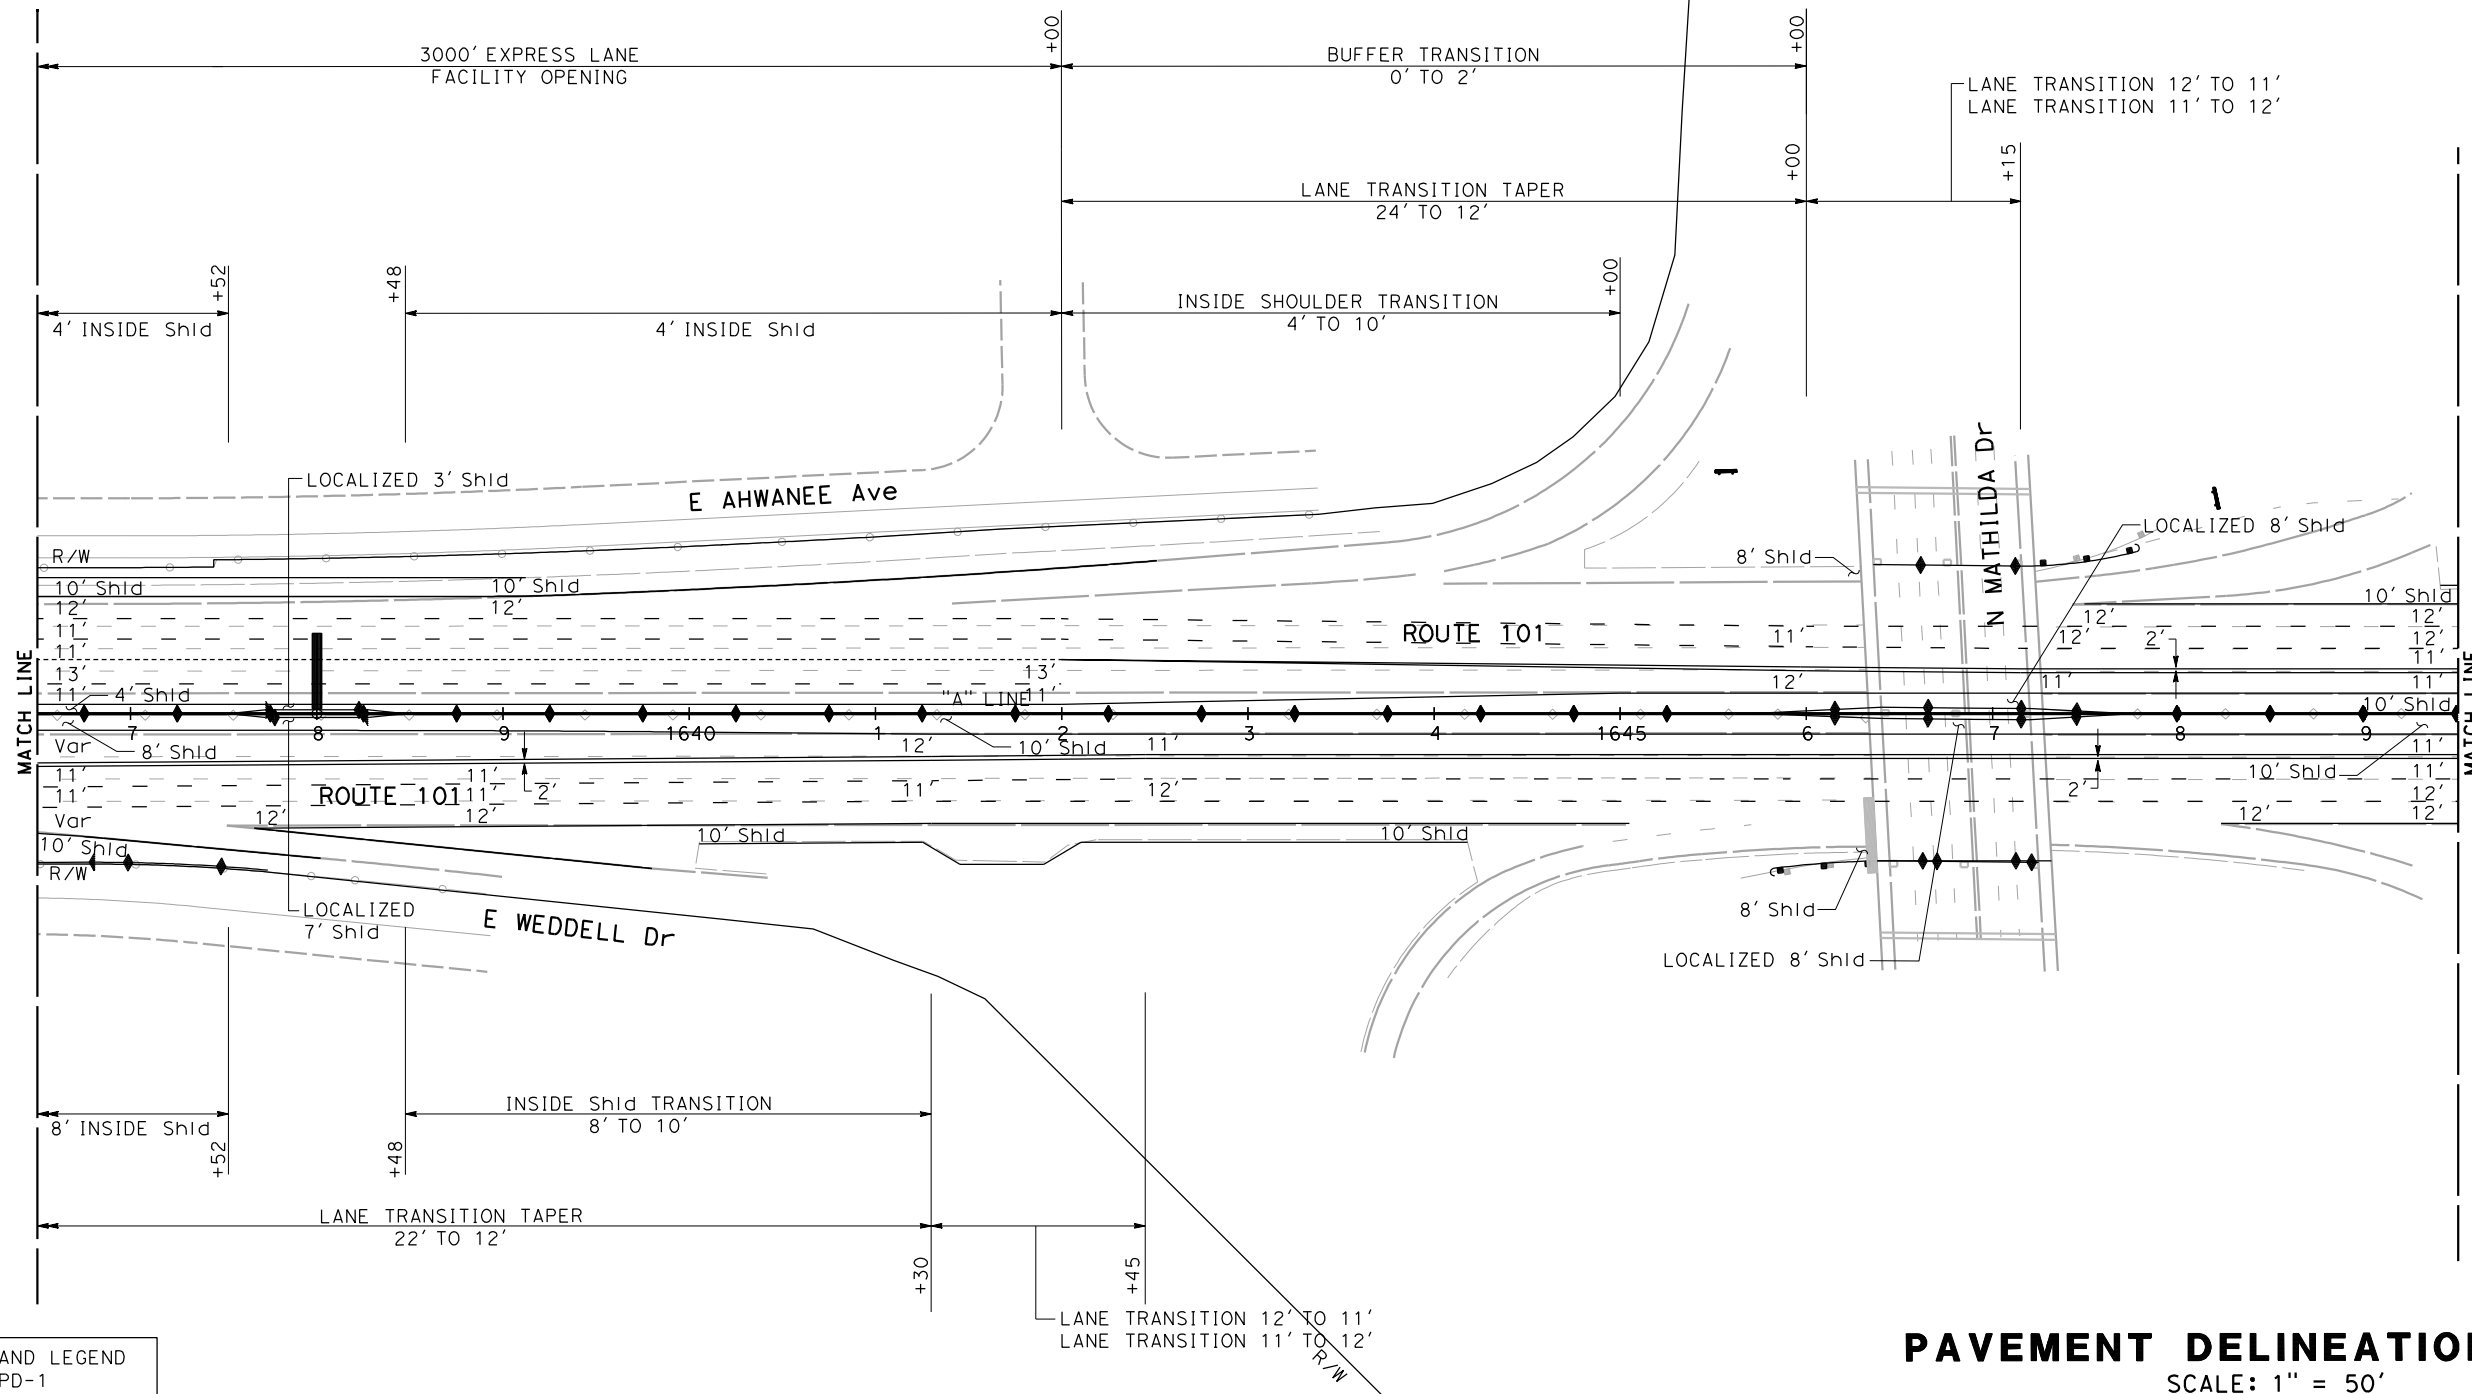 +00
+00
3000' EXPRESS LANE
FACILITY OPENING
BUFFER TRANSITION
0' TO 2'
LANE TRANSITION 12' TO 11'
LANE TRANSITION 11' TO 12'
+00
+15
LANE TRANSITION TAPER
24' TO 12'
+52
+48
+00
INSIDE SHOULDER TRANSITION
4' TO 10'
4' INSIDE Shld
4' INSIDE Shld
LOCALIZED 3' Shld
E AHWANEE Ave
N MATHILDA Dr
LOCALIZED 8' Shld
R/W
8' Shld
10' Shld
10' Shld
10' Shld
12'
12'
12'
12'
11'
ROUTE 101
11'
12'
2'
12'
11'
11'
13'
13'
12'
11'
11'
11'
4' Shld
"A" LINE
11'
10' Shld
MATCH LINE
MATCH LINE
7
8
9
1640
1
2
3
4
1645
6
7
8
9
Var
8' Shld
12'
10' Shld
11'
11'
11'
11'
10' Shld
11'
11'
ROUTE 101
11'
2'
11'
12'
2'
12'
Var
12'
12'
12'
12'
10' Shld
10' Shld
10' Shld
R/W
LOCALIZED
7' Shld
E WEDDELL Dr
8' Shld
LOCALIZED 8' Shld
INSIDE Shld TRANSITION
8' TO 10'
8' INSIDE Shld
+52
+48
LANE TRANSITION TAPER
22' TO 12'
+30
+45
LANE TRANSITION 12' TO 11'
LANE TRANSITION 11' TO 12'
R/W
AND LEGEND
PD-1
PAVEMENT DELINEATION
SCALE: 1" = 50'